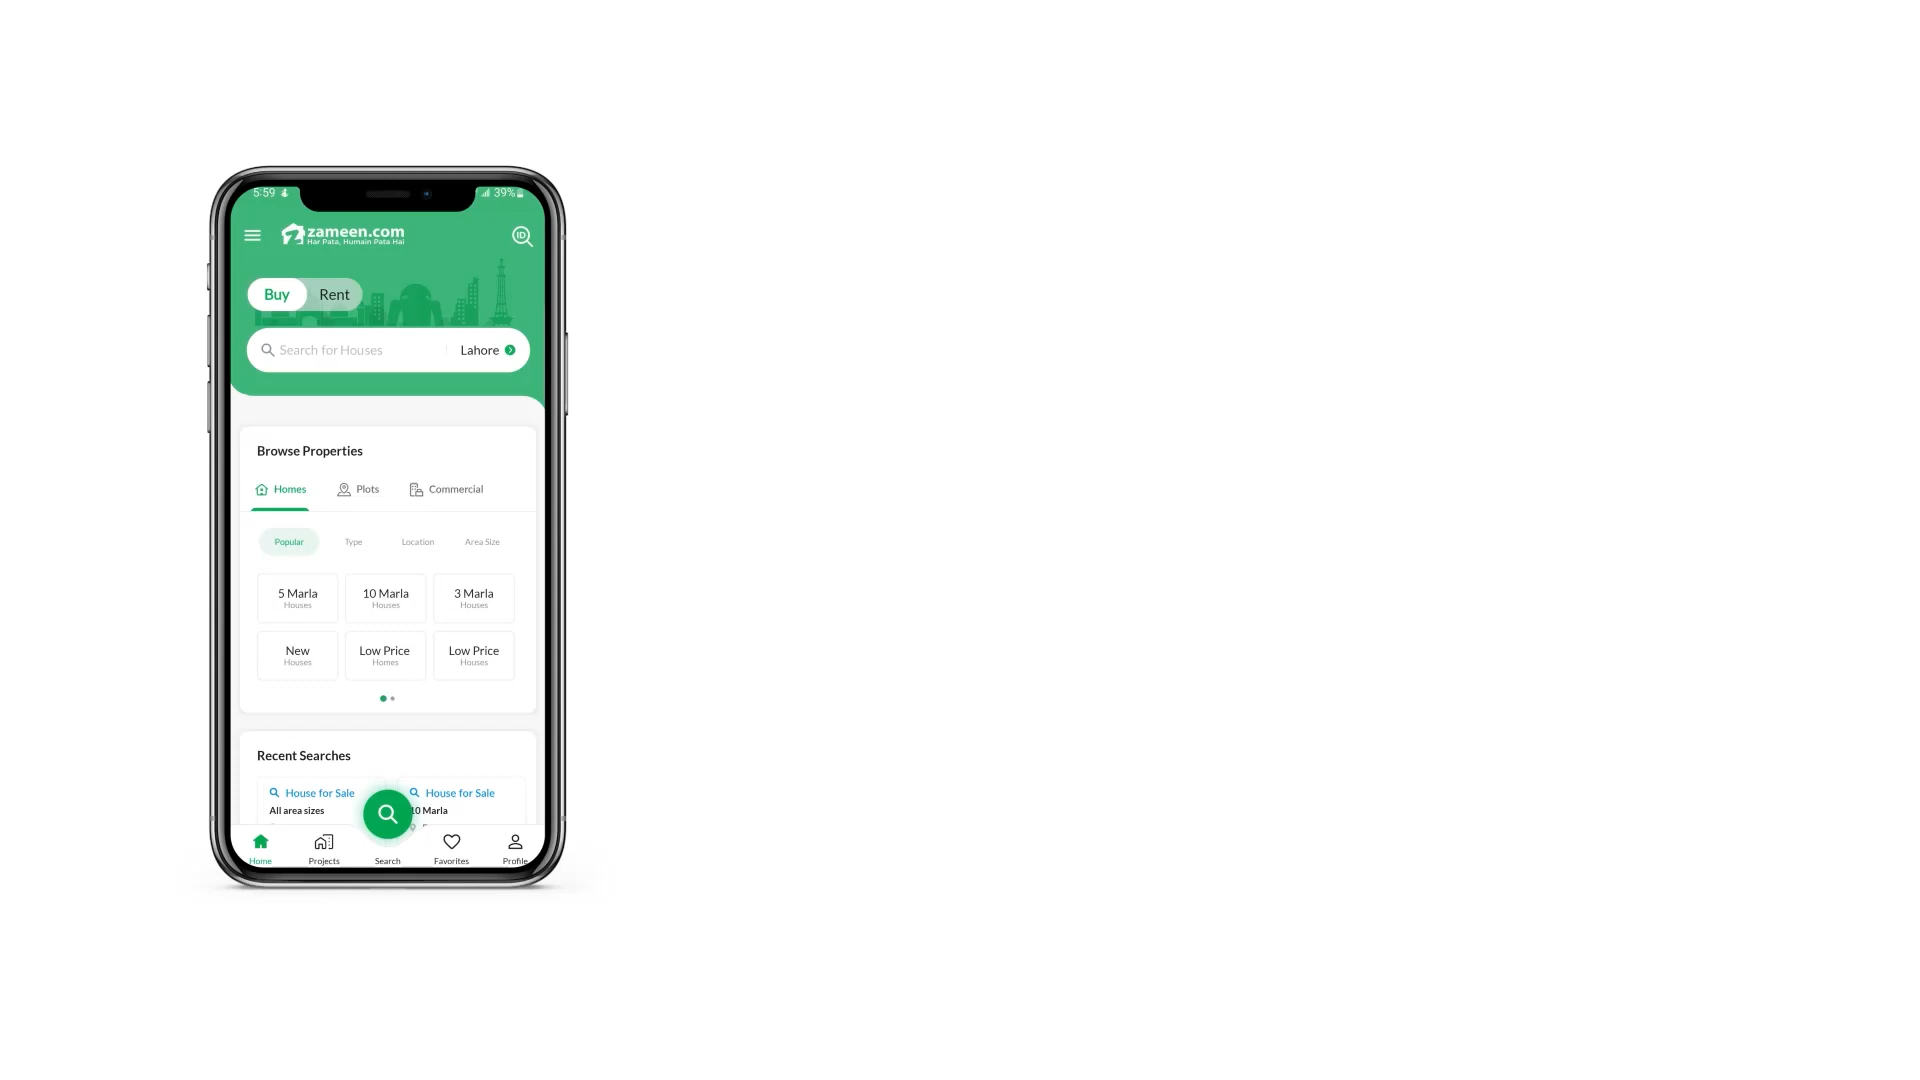 5:59 39%
zameen.com
Har Pata, Humain Pata Hai
ID
Buy Rent
Search for Houses Lahore
Browse Properties
Homes Plots Commercial
Popular Type Location Area Size
5 Marla 10 Marla 3 Marla
Houses Houses Houses
New Low Price Low Price
Houses Homes Houses
Recent Searches
House for Sale House for Sale
All area sizes 10 Marla
Home Projects Search Favorites Profile